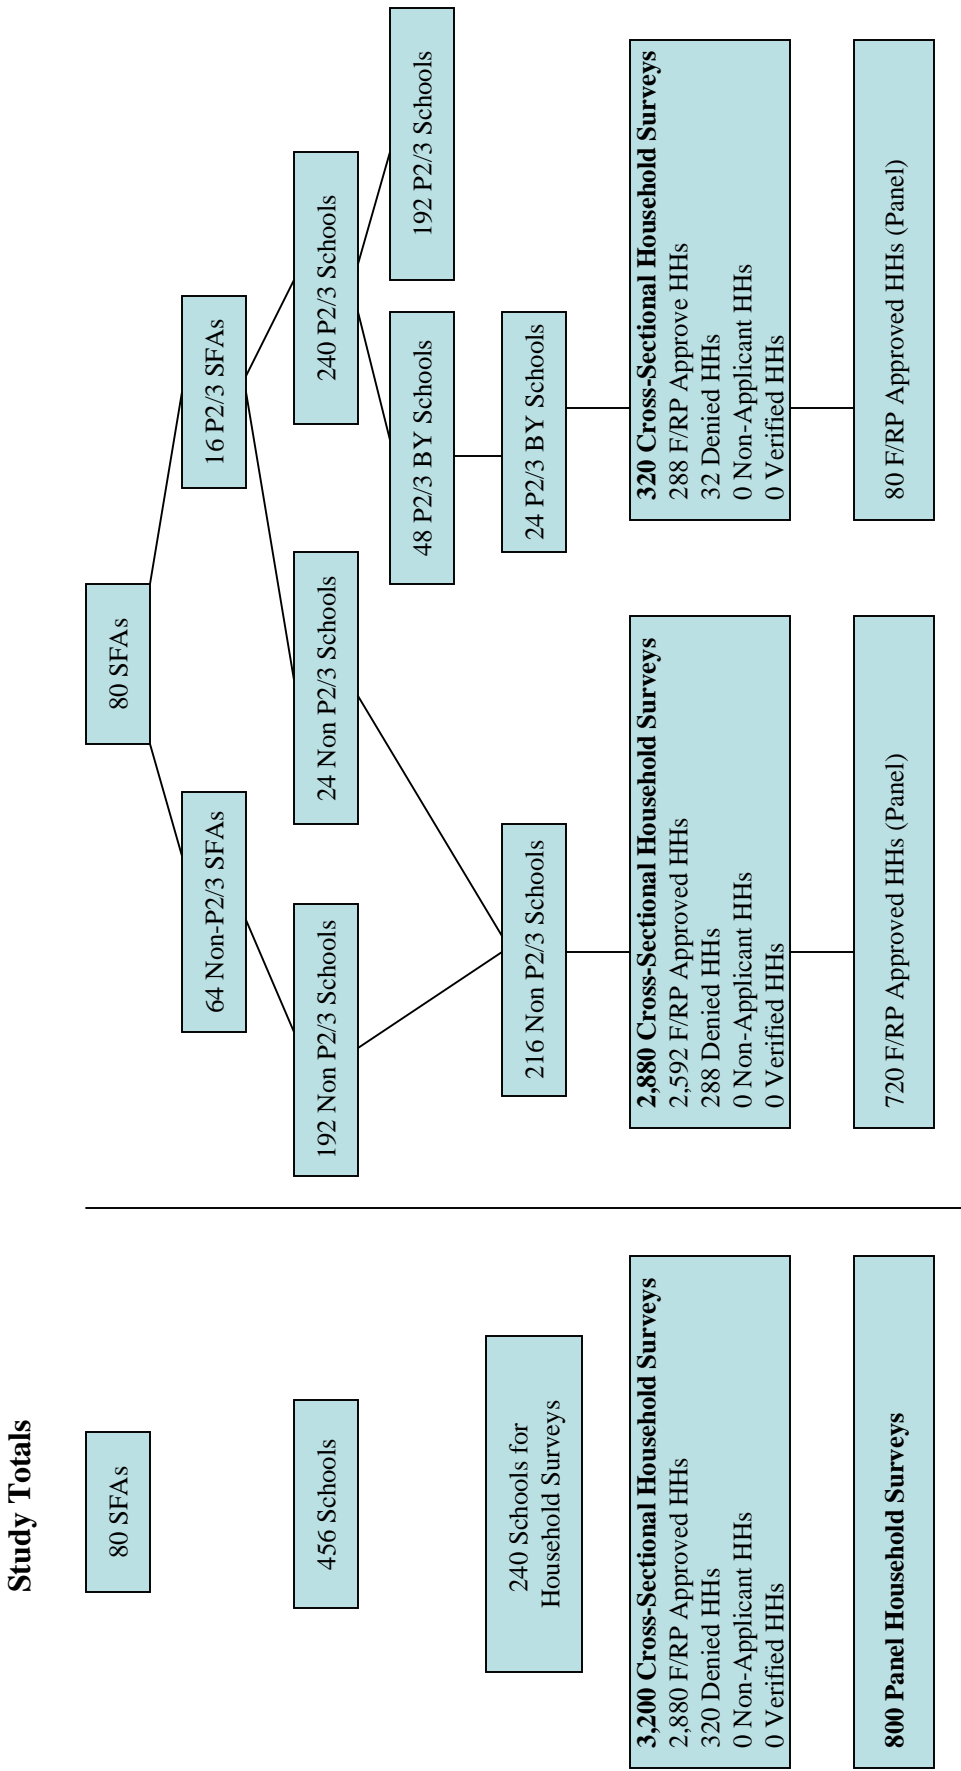 Study Totals
80 SFAs
456 Schools
240 Schools for
Household Surveys
3,200 Cross-Sectional Household Surveys
2,880 F/RP Approved HHs
320 Denied HHs
0 Non-Applicant HHs
0 Verified HHs
800 Panel Household Surveys
80 SFAs
64 Non-P2/3 SFAs
16 P2/3 SFAs
192 Non P2/3 Schools
24 Non P2/3 Schools
240 P2/3 Schools
48 P2/3 BY Schools
192 P2/3 Schools
216 Non P2/3 Schools
24 P2/3 BY Schools
2,880 Cross-Sectional Household Surveys
2,592 F/RP Approved HHs
288 Denied HHs
0 Non-Applicant HHs
0 Verified HHs
320 Cross-Sectional Household Surveys
288 F/RP Approve HHs
32 Denied HHs
0 Non-Applicant HHs
0 Verified HHs
720 F/RP Approved HHs (Panel)
80 F/RP Approved HHs (Panel)